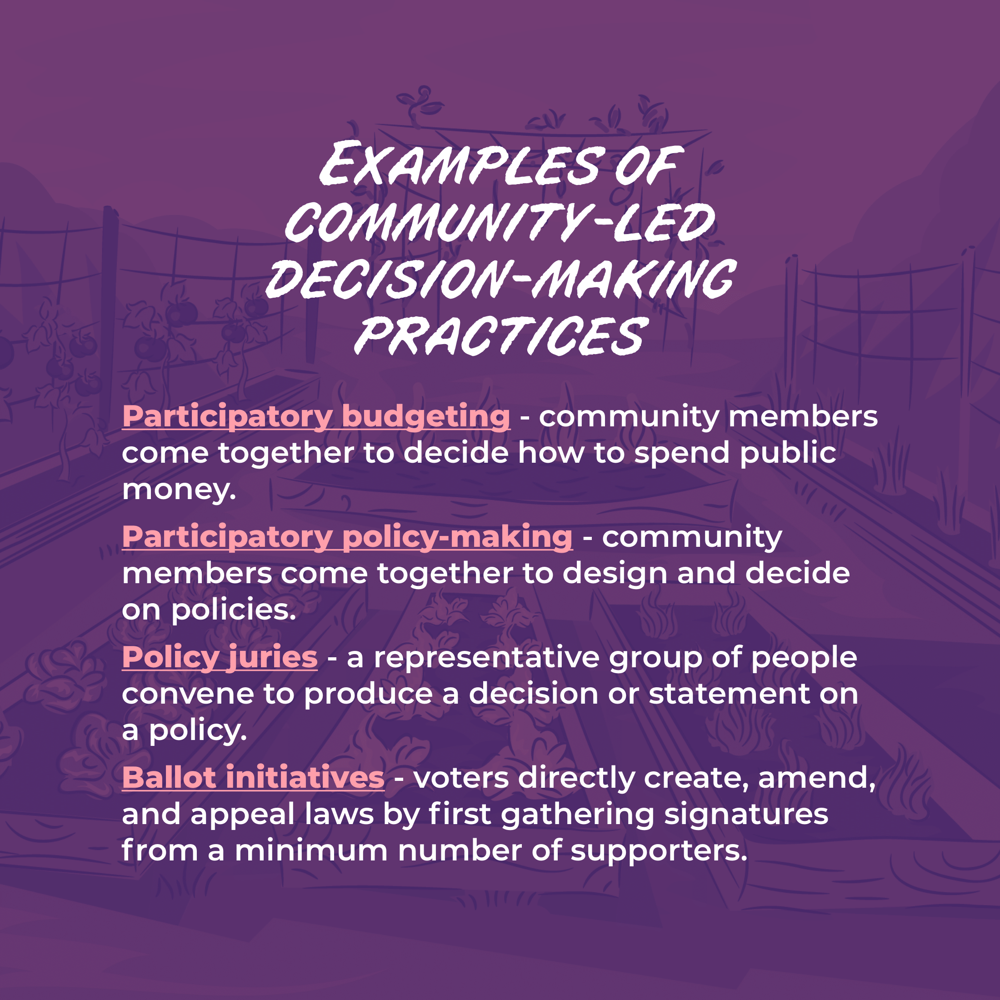 Examples of
community-led
decision-making
practices
Participatory budgeting - community members
come together to decide how to spend public
money.
Participatory policy-making - community
members come together to design and decide
on policies.
Policy juries - a representative group of people
convene to produce a decision or statement on
a policy.
Ballot initiatives - voters directly create, amend,
and appeal laws by first gathering signatures
from a minimum number of supporters.